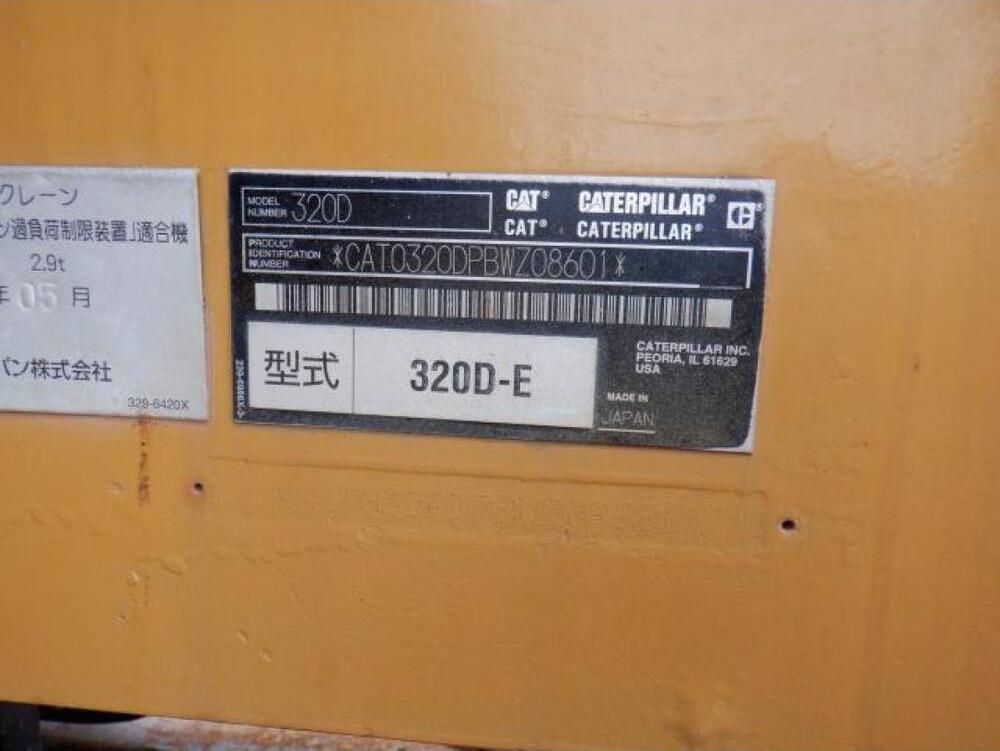 クレーン
ン過負荷制限装置」適合機
2.9t
年 05 月
パン株式会社
329-6420X
MODEL NUMBER 320D
CAT® CATERPILLAR®
CAT® CATERPILLAR®
PRODUCT IDENTIFICATION NUMBER *CAT0320DPBWZ08601*
型式 320D-E
CATERPILLAR INC.
PEORIA, IL 61629
USA
MADE IN
JAPAN